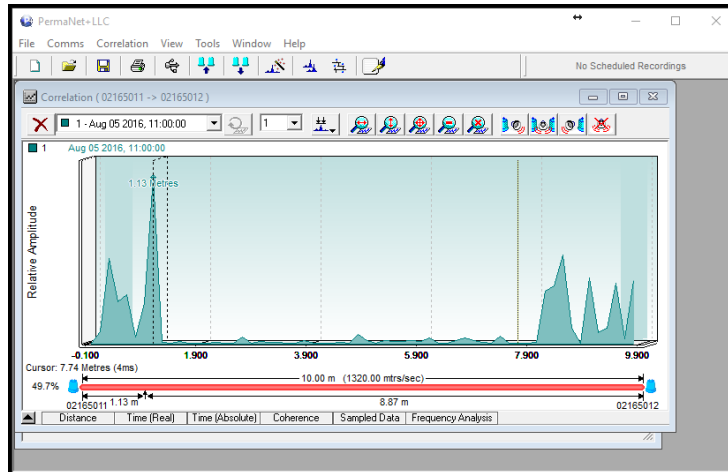 PermaNet+LLC
File Comms Correlation View Tools Window Help
No Scheduled Recordings
Correlation ( 02165011 -> 02165012 )
1 - Aug 05 2016, 11:00:00 1
1 Aug 05 2016, 11:00:00
1.13 Metres
Relative Amplitude
-0.100 1.900 3.900 5.900 7.900 9.900
Cursor: 7.74 Metres (4ms)
10.00 m (1320.00 mtrs/sec)
49.7%
02165011 1.13 m 8.87 m 02165012
Distance Time (Real) Time (Absolute) Coherence Sampled Data Frequency Analysis